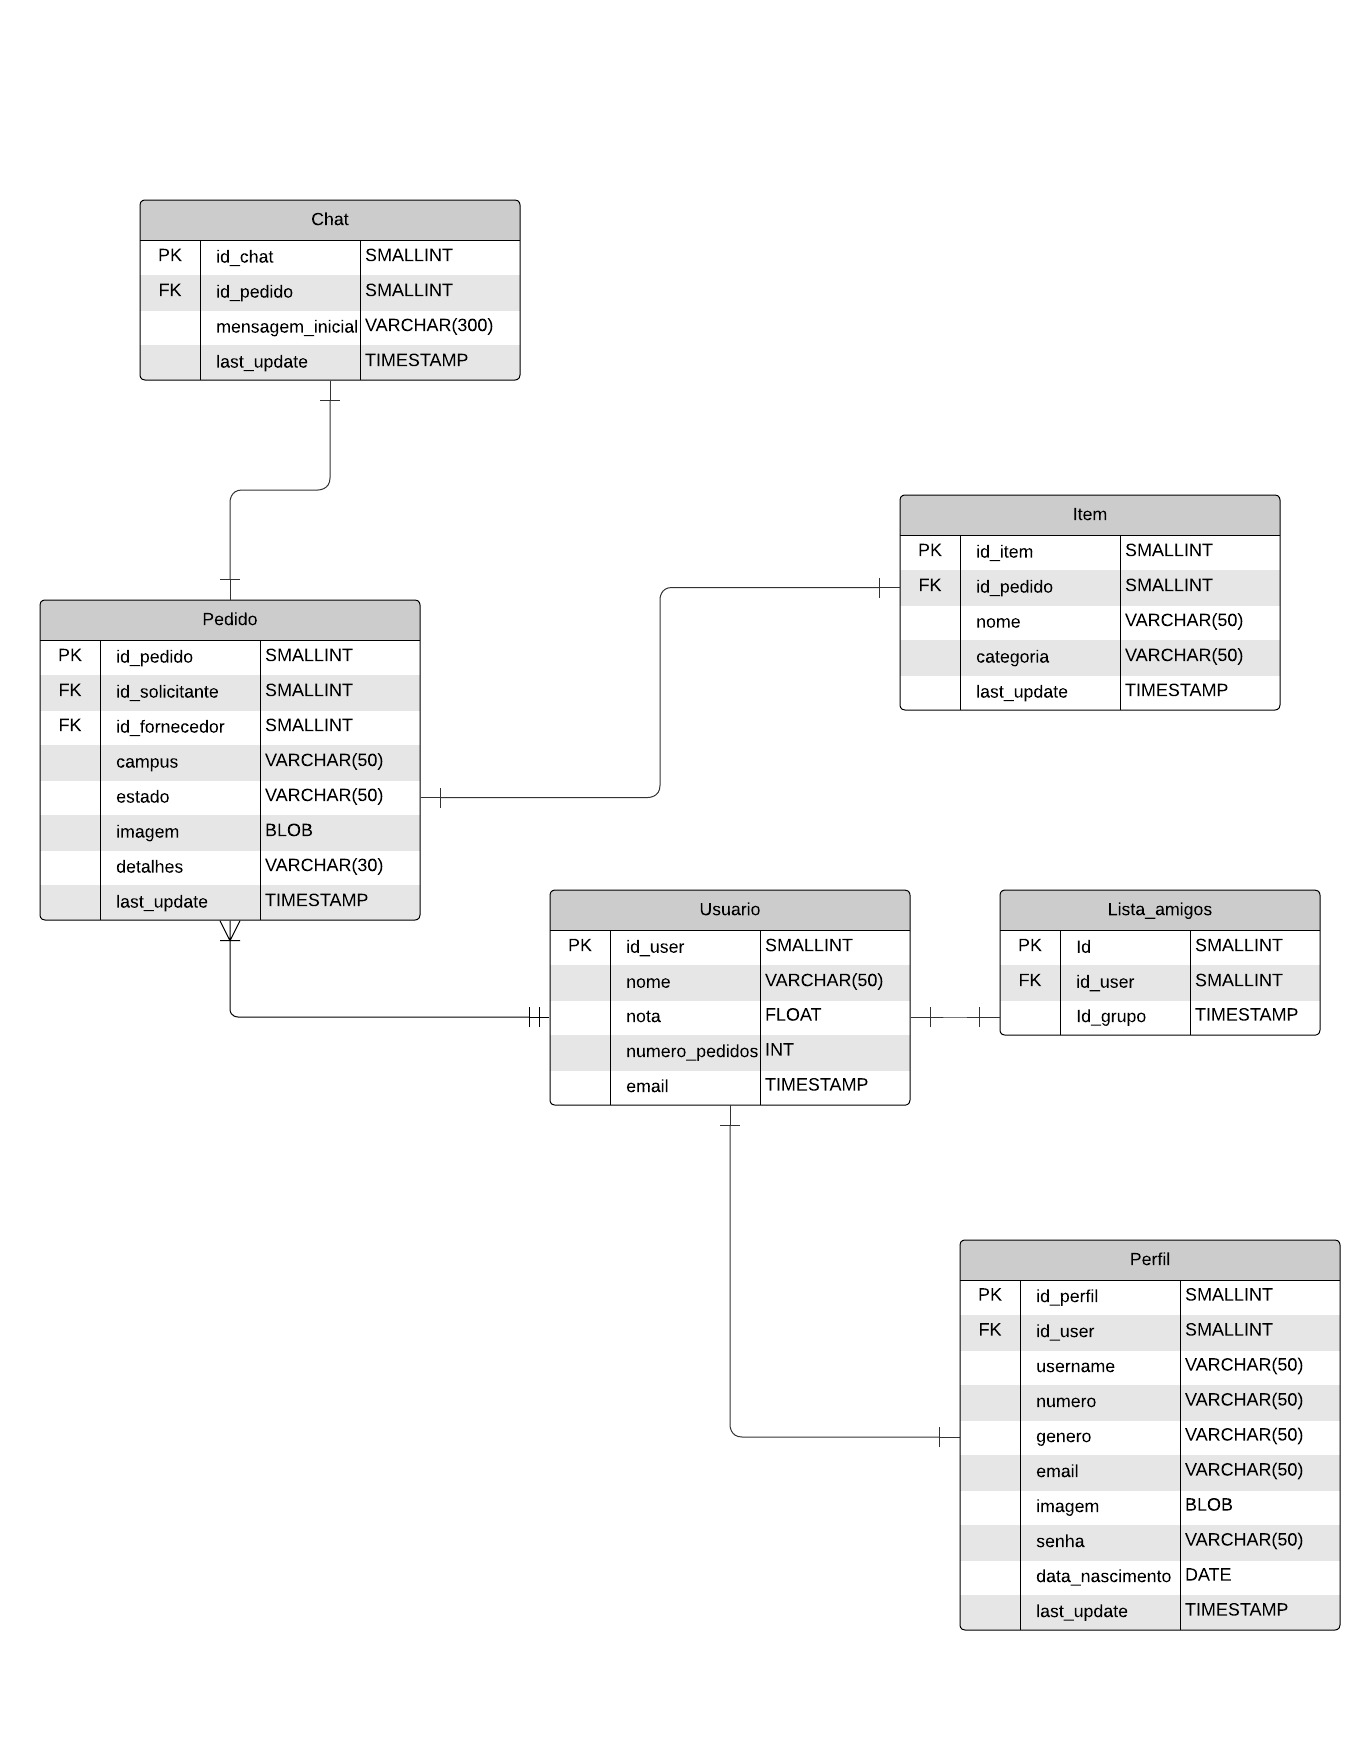 Chat
PK id_chat SMALLINT
FK id_pedido SMALLINT
mensagem_inicial VARCHAR(300)
last_update TIMESTAMP
Item
PK id_item SMALLINT
FK id_pedido SMALLINT
nome VARCHAR(50)
categoria VARCHAR(50)
last_update TIMESTAMP
Pedido
PK id_pedido SMALLINT
FK id_solicitante SMALLINT
FK id_fornecedor SMALLINT
campus VARCHAR(50)
estado VARCHAR(50)
imagem BLOB
detalhes VARCHAR(30)
last_update TIMESTAMP
Usuario
PK id_user SMALLINT
nome VARCHAR(50)
nota FLOAT
numero_pedidos INT
email TIMESTAMP
Lista_amigos
PK Id SMALLINT
FK id_user SMALLINT
Id_grupo TIMESTAMP
Perfil
PK id_perfil SMALLINT
FK id_user SMALLINT
username VARCHAR(50)
numero VARCHAR(50)
genero VARCHAR(50)
email VARCHAR(50)
imagem BLOB
senha VARCHAR(50)
data_nascimento DATE
last_update TIMESTAMP